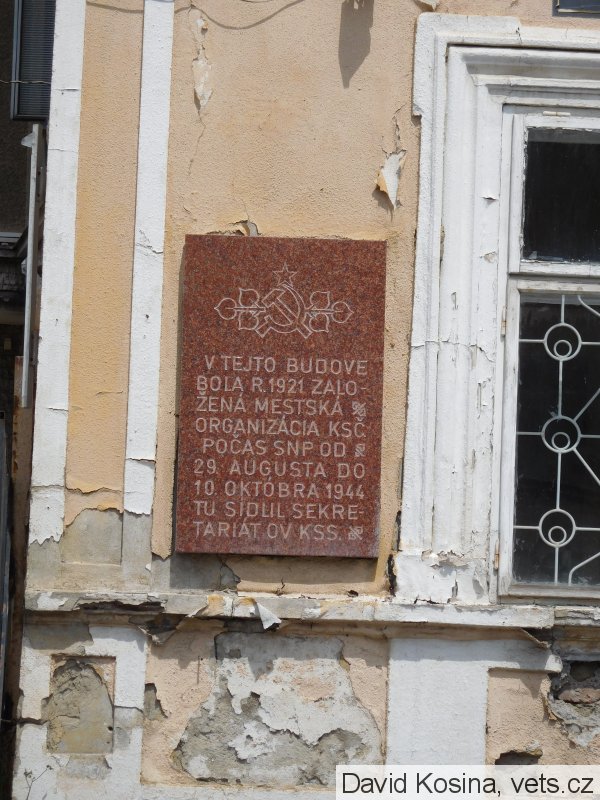 V TEJTO BUDOVE
BOLA R. 1921 ZALO-
ŽENÁ MESTSKÁ
ORGANIZÁCIA KSČ
POČAS SNP OD
29. AUGUSTA DO
10. OKTÓBRA 1944
TU SÍDLIL SEKRE-
TARIÁT OV KSS.
David Kosina, vets.cz